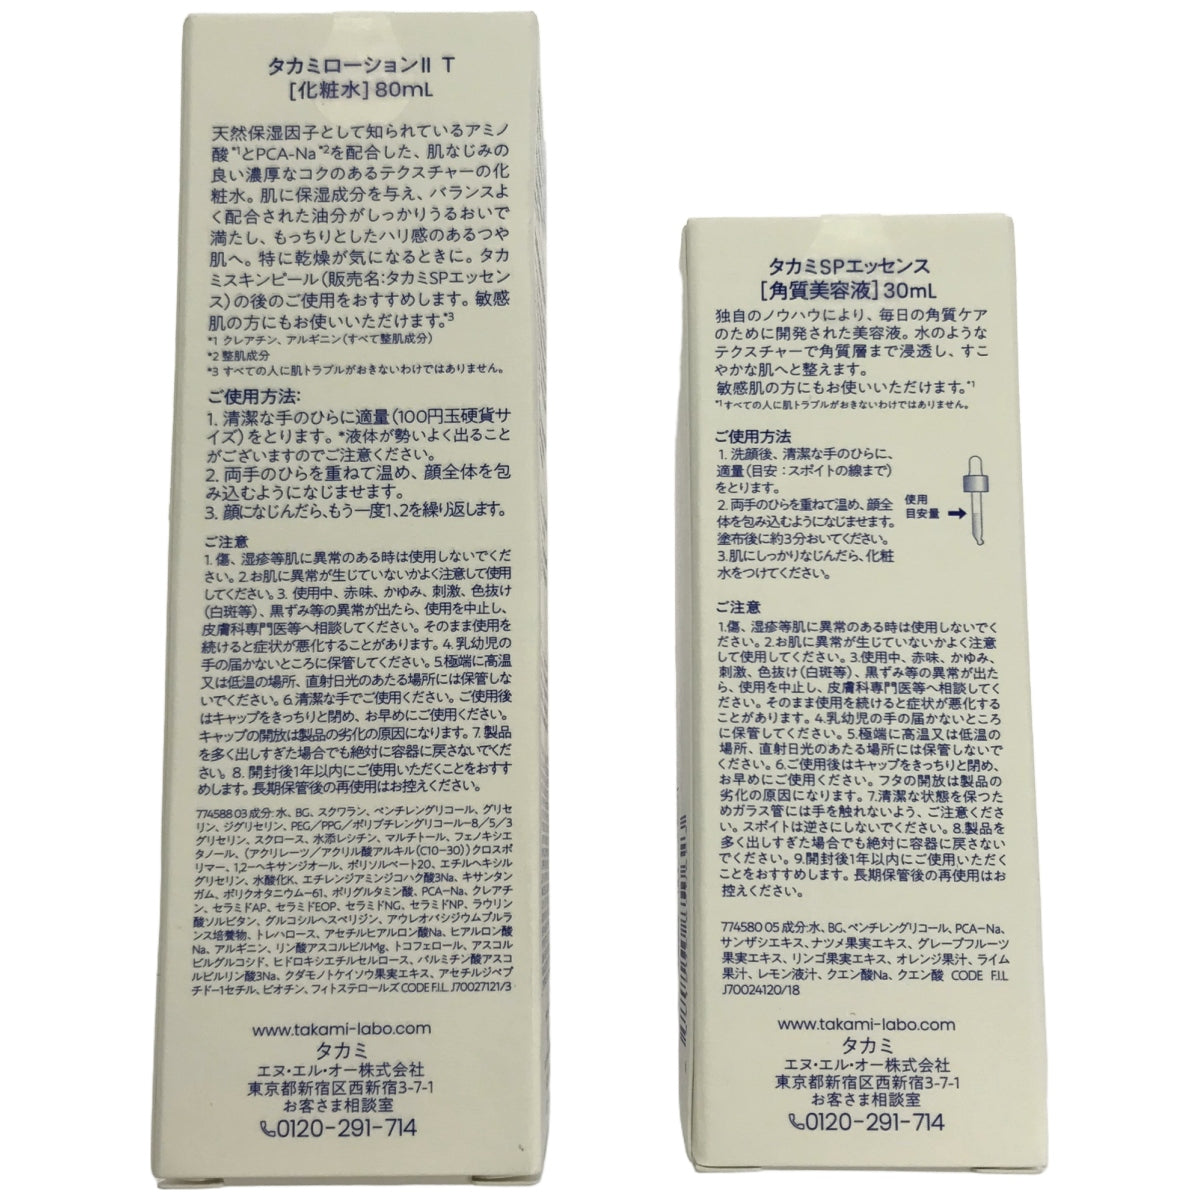 タカミローションII T
[化粧水] 80mL
天然保湿因子として知られているアミノ
酸*1とPCA-Na*2を配合した、肌なじみの
良い濃厚なコクのあるテクスチャーの化
粧水。肌に保湿成分を与え、バランスよ
く配合された油分がしっかりうるおいで
満たし、もっちりとしたハリ感のあるつや
肌へ。特に乾燥が気になるときに。タカ
ミスキンピール(販売名:タカミSPエッセン
ス)の後のご使用をおすすめします。敏感
肌の方にもお使いいただけます。*3
*1 クレアチン、アルギニン(すべて整肌成分)
*2 整肌成分
*3 すべての人に肌トラブルがおきないわけではありません。
ご使用方法:
1. 清潔な手のひらに適量(100円玉硬貨サ
イズ)をとります。*液体が勢いよく出ること
がございますのでご注意ください。
2. 両手のひらを重ねて温め、顔全体を包
み込むようになじませます。
3. 顔になじんだら、もう一度1、2を繰り返します。
ご注意
1. 傷、湿疹等肌に異常のある時は使用しないでくだ
さい。2.お肌に異常が生じていないかよく注意して使用
してください。3. 使用中、赤味、かゆみ、刺激、色抜け
(白斑等)、黒ずみ等の異常が出たら、使用を中止し、
皮膚科専門医等へ相談してください。そのまま使用を
続けると症状が悪化することがあります。4. 乳幼児の
手の届かないところに保管してください。5.極端に高温
又は低温の場所、直射日光のあたる場所には保管しな
いでください。6.清潔な手でご使用ください。ご使用後
はキャップをきっちりと閉め、お早めにご使用ください。
キャップの開放は製品の劣化の原因になります。7. 製品
を多く出しすぎた場合でも絶対に容器に戻さないでくだ
さい。8. 開封後1年以内にご使用いただくことをおすす
めします。長期保管後の再使用はお控えください。
774588 03 成分: 水、BG、スクワラン、ペンチレングリコール、グリセ
リン、ジグリセリン、PEG/PPG/ポリブチレングリコール-8/5/3
グリセリン、スクロース、水添レシチン、マルチトール、フェノキシエ
タノール、(アクリレーツ/アクリル酸アルキル(C10-30))クロスポ
リマー、1,2-ヘキサンジオール、ポリソルベート20、エチルヘキシル
グリセリン、水酸化K、エチレンジアミンジコハク酸3Na、キサンタン
ガム、ポリクオタニウム-61、ポリグルタミン酸、PCA-Na、クレアチ
ン、セラミドAP、セラミドEOP、セラミドNG、セラミドNP、ラウリン
酸ソルビタン、グルコシルヘスペリジン、アウレオバシジウムプルラ
ンス培養物、トレハロース、アセチルヒアルロン酸Na、ヒアルロン酸
Na、アルギニン、リン酸アスコルビルMg、トコフェロール、アスコル
ビルグルコシド、ヒドロキシエチルセルロース、パルミチン酸アスコ
ルビルリン酸3Na、クダモノトケイソウ果実エキス、アセチルジペプ
チド-1セチル、ビオチン、フィトステロールズ CODE F.I.L. J70027121/3
www.takami-labo.com
タカミ
エヌ・エル・オー株式会社
東京都新宿区西新宿3-7-1
お客さま相談室
0120-291-714
タカミSPエッセンス
[角質美容液] 30mL
独自のノウハウにより、毎日の角質ケア
のために開発された美容液。水のような
テクスチャーで角質層まで浸透し、すこ
やかな肌へと整えます。
敏感肌の方にもお使いいただけます。*1
*1 すべての人に肌トラブルがおきないわけではありません。
ご使用方法
1. 洗顔後、清潔な手のひらに、
適量(目安:スポイトの線まで)
をとります。
2. 両手のひらを重ねて温め、顔全
体を包み込むようになじませます。
塗布後に約3分おいてください。
3.肌にしっかりなじんだら、化粧
水をつけてください。
使用
目安量
ご注意
1.傷、湿疹等肌に異常のある時は使用しないでく
ださい。2.お肌に異常が生じていないかよく注意
して使用してください。3.使用中、赤味、かゆみ、
刺激、色抜け(白斑等)、黒ずみ等の異常が出た
ら、使用を中止し、皮膚科専門医等へ相談してく
ださい。そのまま使用を続けると症状が悪化する
ことがあります。4.乳幼児の手の届かないところ
に保管してください。5.極端に高温又は低温の
場所、直射日光のあたる場所には保管しないで
ください。6.ご使用後はキャップをきっちりと閉め、
お早めにご使用ください。フタの開放は製品の
劣化の原因になります。7.清潔な状態を保つため
ガラス管には手を触れないよう、ご注意くださ
い。スポイトは逆さにしないでください。8.製品を
多く出しすぎた場合でも絶対に容器に戻さない
でください。9.開封後1年以内にご使用いただく
ことをおすすめします。長期保管後の再使用はお
控えください。
774580 05 成分:水、BG、ペンチレングリコール、PCA-Na、
サンザシエキス、ナツメ果実エキス、グレープフルーツ
果実エキス、リンゴ果実エキス、オレンジ果汁、ライム
果汁、レモン液汁、クエン酸Na、クエン酸 CODE F.I.L
J70024120/18
www.takami-labo.com
タカミ
エヌ・エル・オー株式会社
東京都新宿区西新宿3-7-1
お客さま相談室
0120-291-714